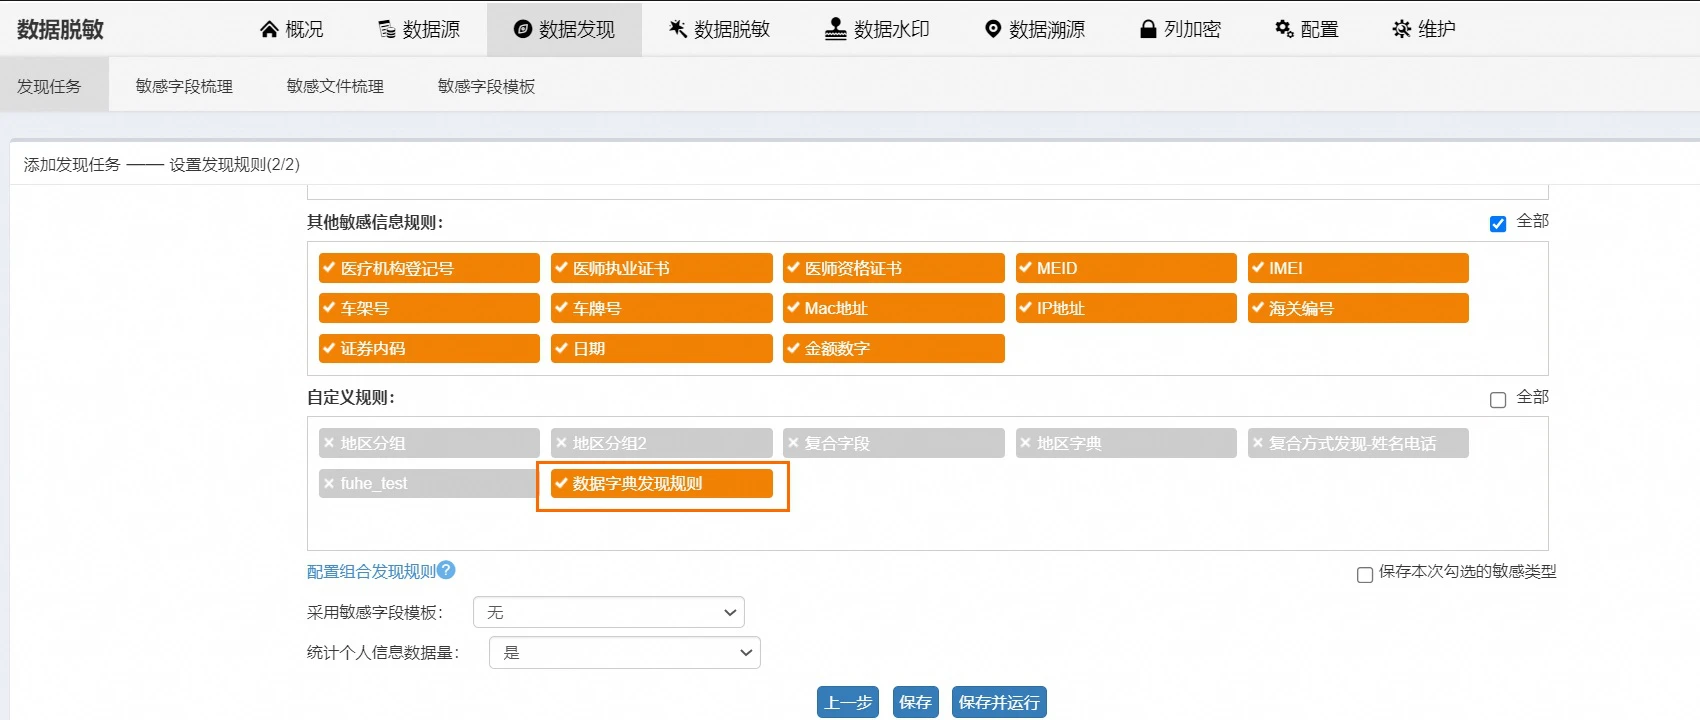 数据脱敏 概况 数据源 数据发现 数据脱敏 数据水印 数据溯源 列加密 配置 维护
发现任务 敏感字段梳理 敏感文件梳理 敏感字段模板
添加发现任务 —— 设置发现规则(2/2)
其他敏感信息规则： 全部
医疗机构登记号 医师执业证书 医师资格证书 MEID IMEI
车架号 车牌号 Mac地址 IP地址 海关编号
证券内码 日期 金额数字
自定义规则： 全部
地区分组 地区分组2 复合字段 地区字典 复合方式发现-姓名电话
fuhe_test 数据字典发现规则
配置组合发现规则? 保存本次勾选的敏感类型
采用敏感字段模板： 无
统计个人信息数据量： 是
上一步 保存 保存并运行